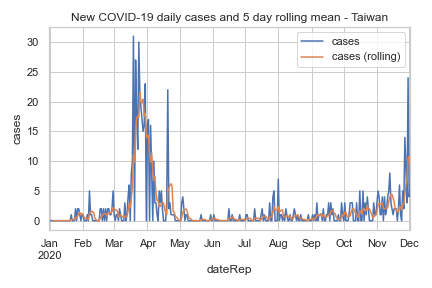 New COVID-19 daily cases and 5 day rolling mean - Taiwan
cases
cases (rolling)
30
25
20
15
10
5
0
cases
Jan Feb Mar Apr May Jun Jul Aug Sep Oct Nov Dec
2020
dateRep